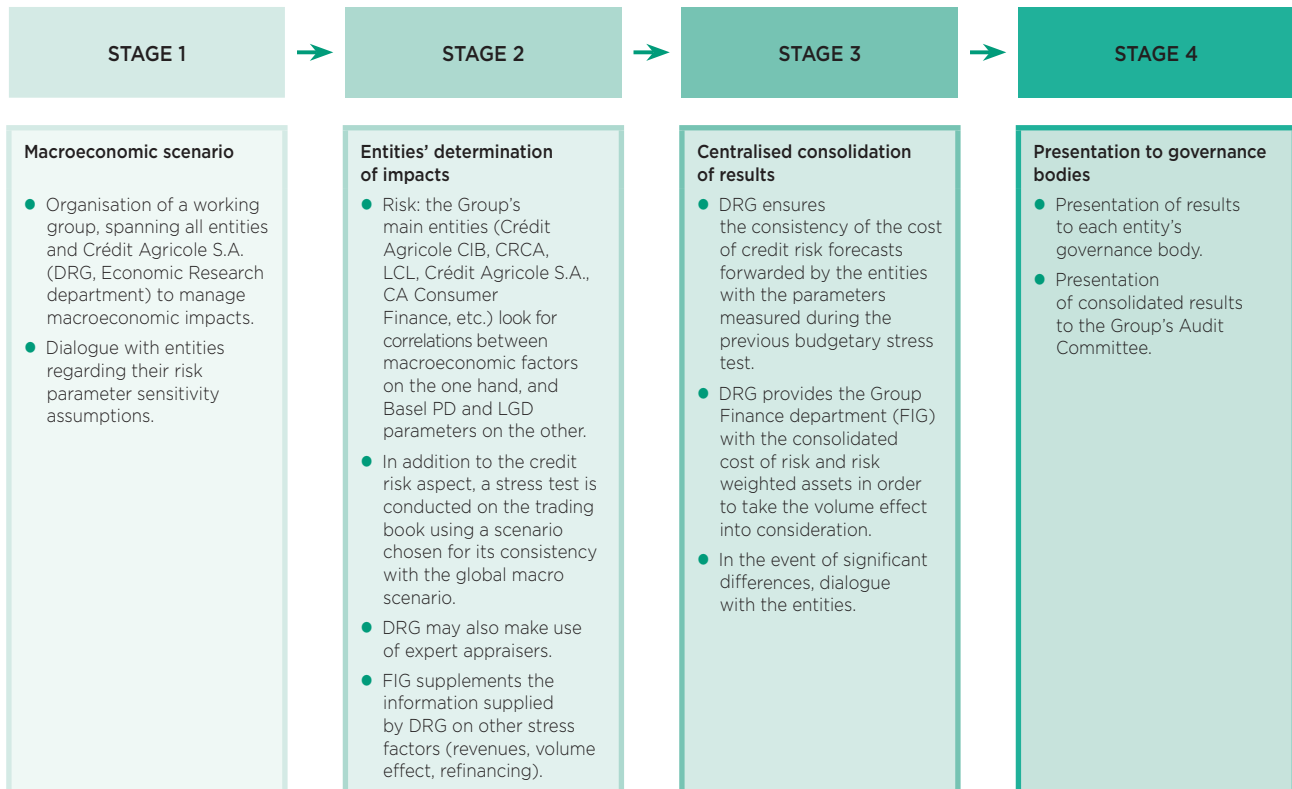 STAGE 1
STAGE 2
STAGE 3
STAGE 4
Macroeconomic scenario
Organisation of a working
group, spanning all entities
and Crédit Agricole S.A.
(DRG, Economic Research
department) to manage
macroeconomic impacts.
Dialogue with entities
regarding their risk
parameter sensitivity
assumptions.
Entities' determination
of impacts
Risk: the Group's
main entities (Crédit
Agricole CIB, CRCA,
LCL, Crédit Agricole S.A.,
CA Consumer
Finance, etc.) look for
correlations between
macroeconomic factors
on the one hand, and
Basel PD and LGD
parameters on the other.
In addition to the credit
risk aspect, a stress test is
conducted on the trading
book using a scenario
chosen for its consistency
with the global macro
scenario.
DRG may also make use
of expert appraisers.
FIG supplements the
information supplied
by DRG on other stress
factors (revenues, volume
effect, refinancing).
Centralised consolidation
of results
DRG ensures
the consistency of the cost
of credit risk forecasts
forwarded by the entities
with the parameters
measured during the
previous budgetary stress
test.
DRG provides the Group
Finance department (FIG)
with the consolidated
cost of risk and risk
weighted assets in order
to take the volume effect
into consideration.
In the event of significant
differences, dialogue
with the entities.
Presentation to governance
bodies
Presentation of results
to each entity's
governance body.
Presentation
of consolidated results
to the Group's Audit
Committee.